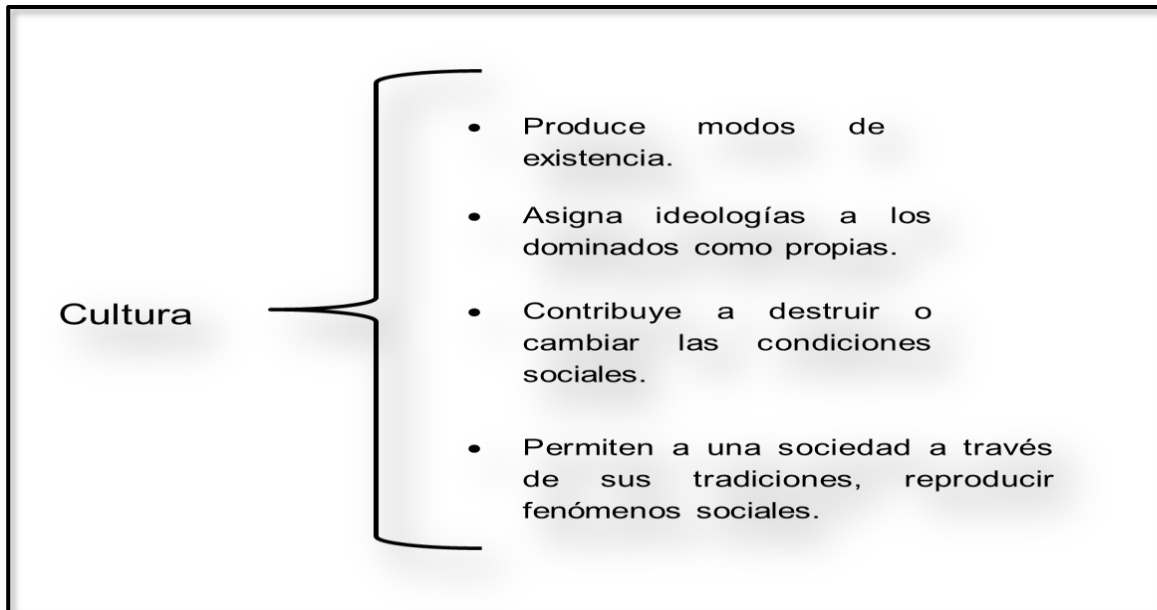 Cultura
• Produce modos de
existencia.
• Asigna ideologías a los
dominados como propias.
• Contribuye a destruir o
cambiar las condiciones
sociales.
• Permiten a una sociedad a través
de sus tradiciones, reproducir
fenómenos sociales.